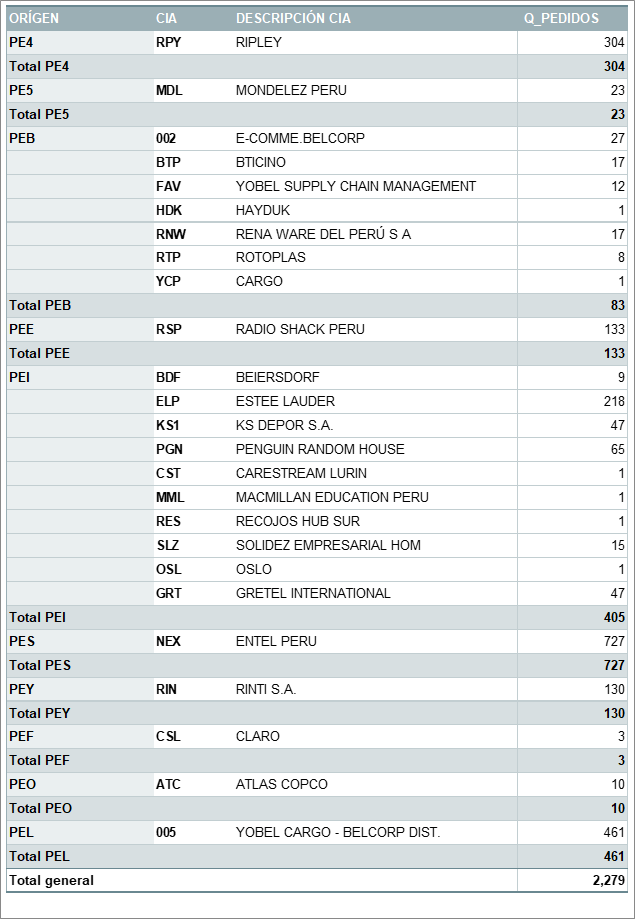 ORÍGEN CIA DESCRIPCIÓN CIA Q_PEDIDOS
PE4 RPY RIPLEY 304
Total PE4 304
PE5 MDL MONDELEZ PERU 23
Total PE5 23
PEB 002 E-COMME.BELCORP 27
BTP BTICINO 17
FAV YOBEL SUPPLY CHAIN MANAGEMENT 12
HDK HAYDUK 1
RNW RENA WARE DEL PERÚ S A 17
RTP ROTOPLAS 8
YCP CARGO 1
Total PEB 83
PEE RSP RADIO SHACK PERU 133
Total PEE 133
PEI BDF BEIERSDORF 9
ELP ESTEE LAUDER 218
KS1 KS DEPOR S.A. 47
PGN PENGUIN RANDOM HOUSE 65
CST CARESTREAM LURIN 1
MML MACMILLAN EDUCATION PERU 1
RES RECOJOS HUB SUR 1
SLZ SOLIDEZ EMPRESARIAL HOM 15
OSL OSLO 1
GRT GRETEL INTERNATIONAL 47
Total PEI 405
PES NEX ENTEL PERU 727
Total PES 727
PEY RIN RINTI S.A. 130
Total PEY 130
PEF CSL CLARO 3
Total PEF 3
PEO ATC ATLAS COPCO 10
Total PEO 10
PEL 005 YOBEL CARGO - BELCORP DIST. 461
Total PEL 461
Total general 2,279